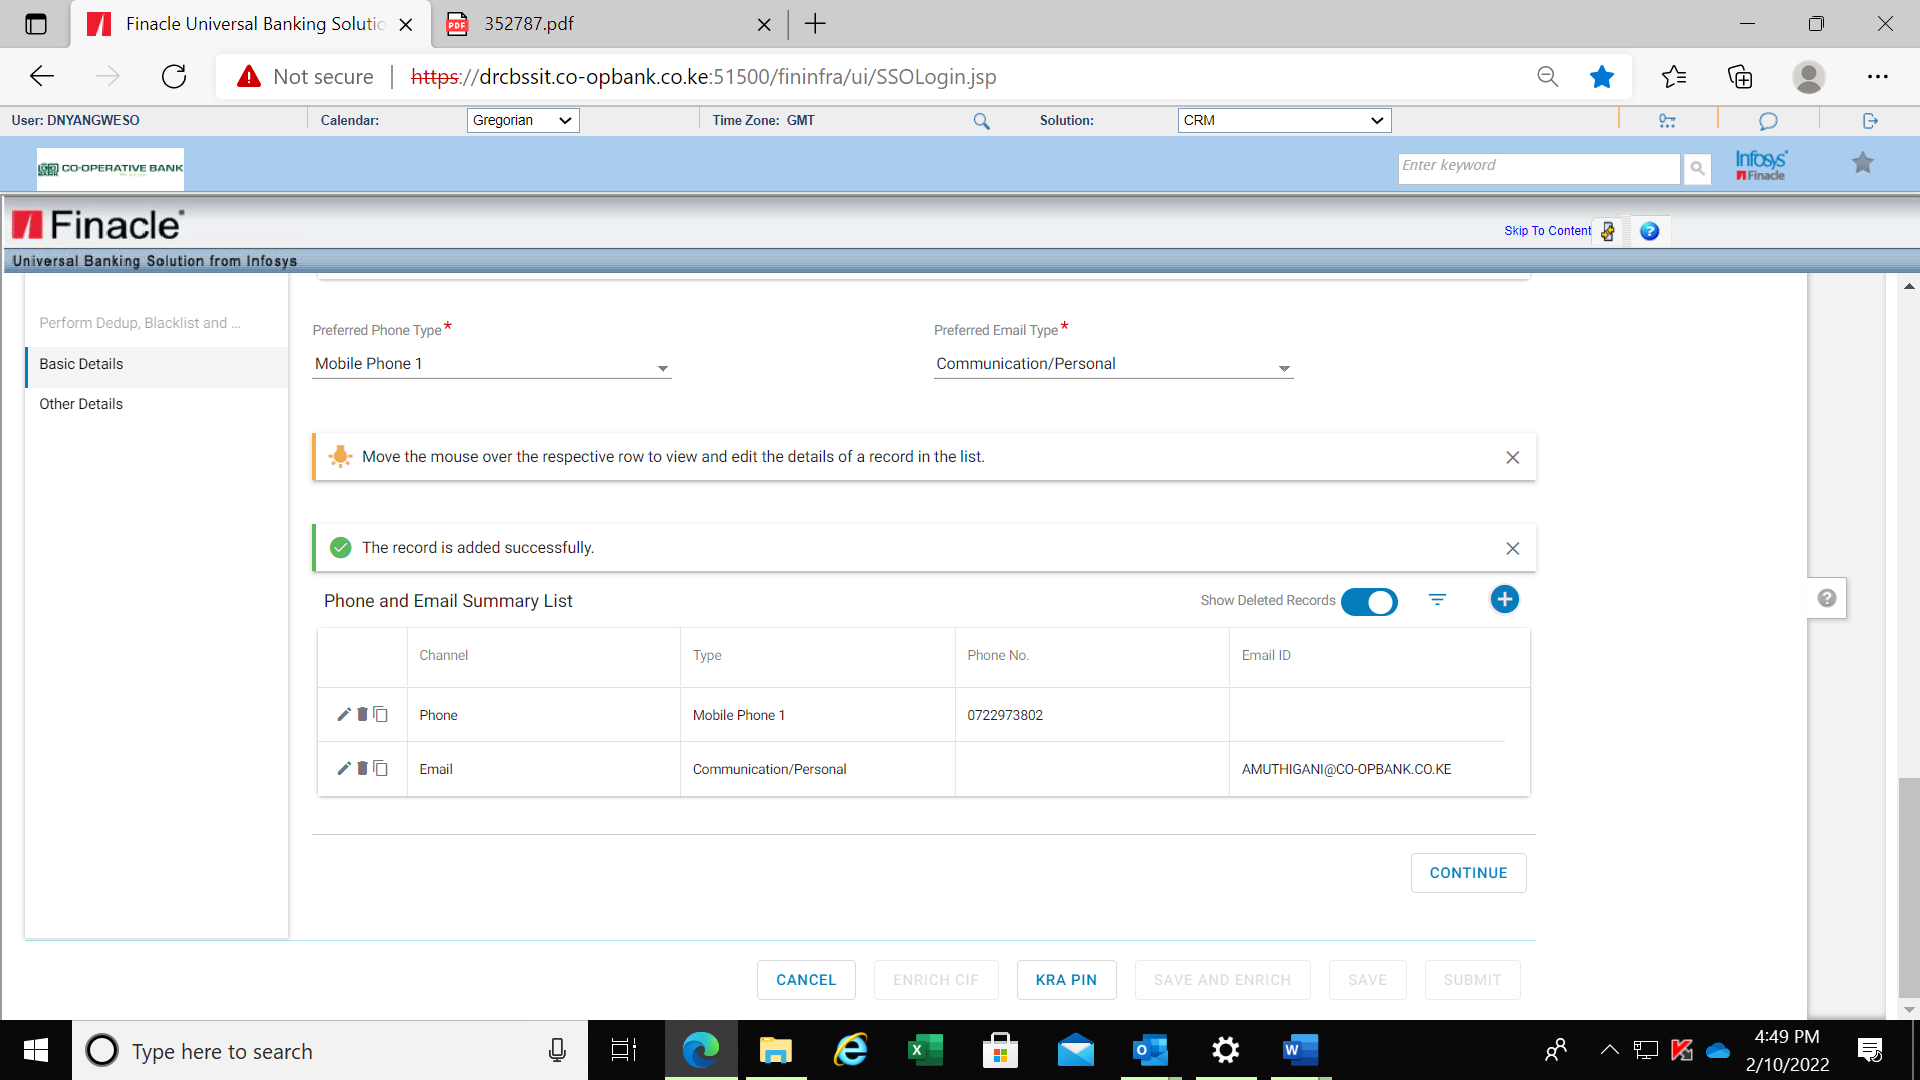 Finacle Universal Banking Solutio
352787.pdf
Not secure
https://drcbssit.co-opbank.co.ke:51500/fininfra/ui/SSOLogin.jsp
User: DNYANGWESO
Calendar:
Gregorian
Time Zone: GMT
Solution:
CRM
CO-OPERATIVE BANK
Enter keyword
Infosys
Finacle
Finacle
Skip To Content
Universal Banking Solution from Infosys
Perform Dedup, Blacklist and ...
Basic Details
Other Details
Preferred Phone Type*
Mobile Phone 1
Preferred Email Type*
Communication/Personal
Move the mouse over the respective row to view and edit the details of a record in the list.
The record is added successfully.
Phone and Email Summary List
Show Deleted Records
Channel Type Phone No. Email ID
Phone Mobile Phone 1 0722973802
Email Communication/Personal AMUTHIGANI@CO-OPBANK.CO.KE
CONTINUE
CANCEL ENRICH CIF KRA PIN SAVE AND ENRICH SAVE SUBMIT
Type here to search
4:49 PM
2/10/2022